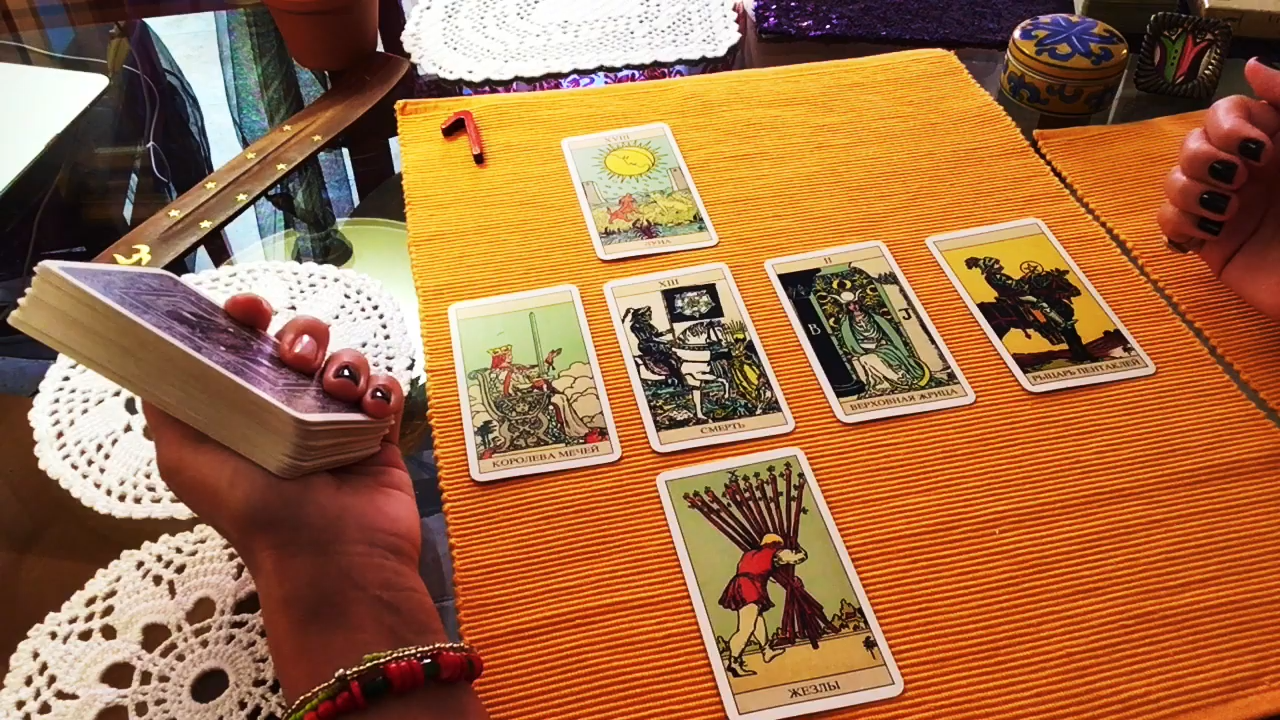 XVIII
ЛУНА
КОРОЛЕВА МЕЧЕЙ
XIII
СМЕРТЬ
II
B J
ВЕРХОВНАЯ ЖРИЦА
РЫЦАРЬ ПЕНТАКЛЕЙ
X
ЖЕЗЛЫ